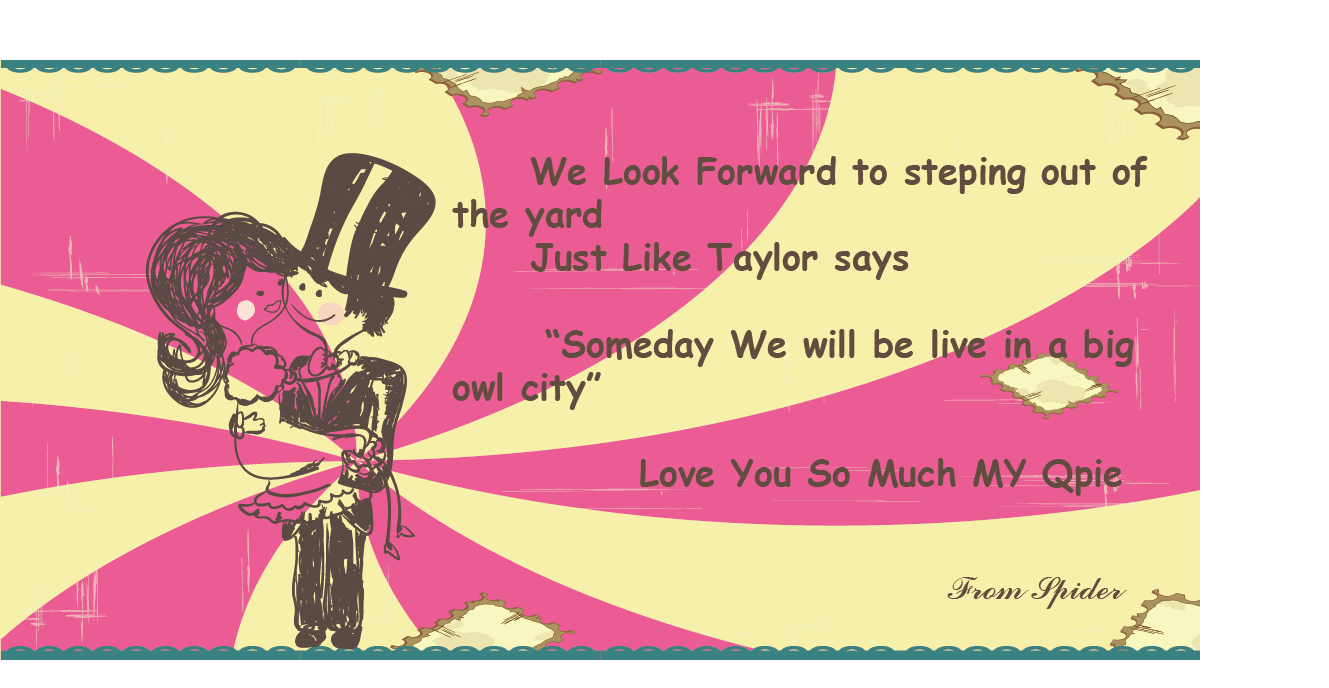 We Look Forward to steping out of
the yard
Just Like Taylor says
“Someday We will be live in a big
owl city”
Love You So Much MY Qpie
From Spider